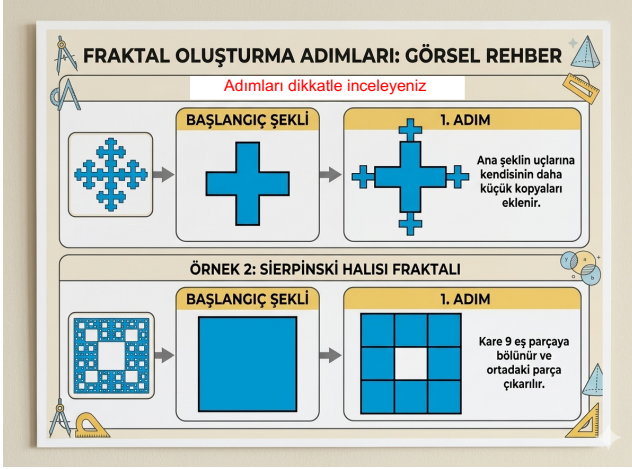 FRAKTAL OLUŞTURMA ADIMLARI: GÖRSEL REHBER
Adımları dikkatle inceleyeniz
BAŞLANGIÇ ŞEKLİ
1. ADIM
Ana şeklin uçlarına
kendisinin daha
küçük kopyaları
eklenir.
ÖRNEK 2: SİERPINSKI HALISI FRAKTALI
BAŞLANGIÇ ŞEKLİ
1. ADIM
Kare 9 eş parçaya
bölünür ve
ortadaki parça
çıkarılır.